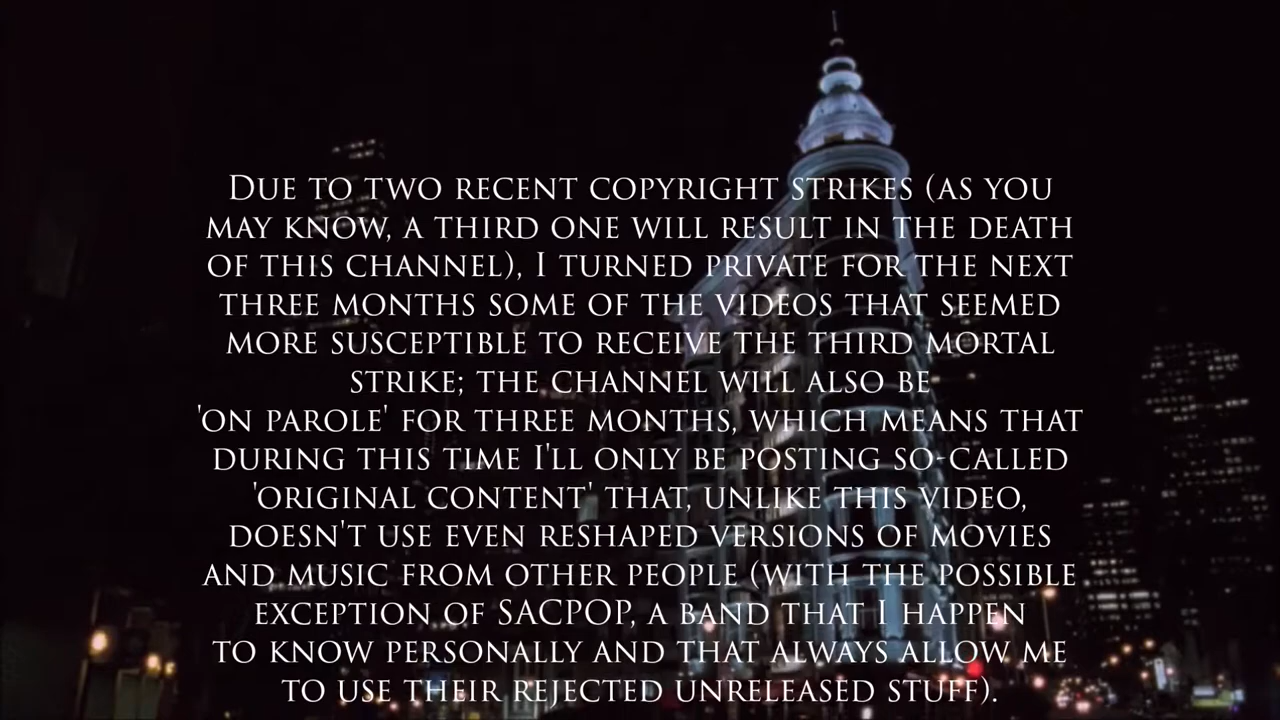 Due to two recent copyright strikes (as you
may know, a third one will result in the death
of this channel), I turned private for the next
three months some of the videos that seemed
more susceptible to receive the third mortal
strike; the channel will also be
'on parole' for three months, which means that
during this time I'll only be posting so-called
'original content' that, unlike this video,
doesn't use even reshaped versions of movies
and music from other people (with the possible
exception of SACPOP, a band that I happen
to know personally and that always allow me
to use their rejected unreleased stuff).